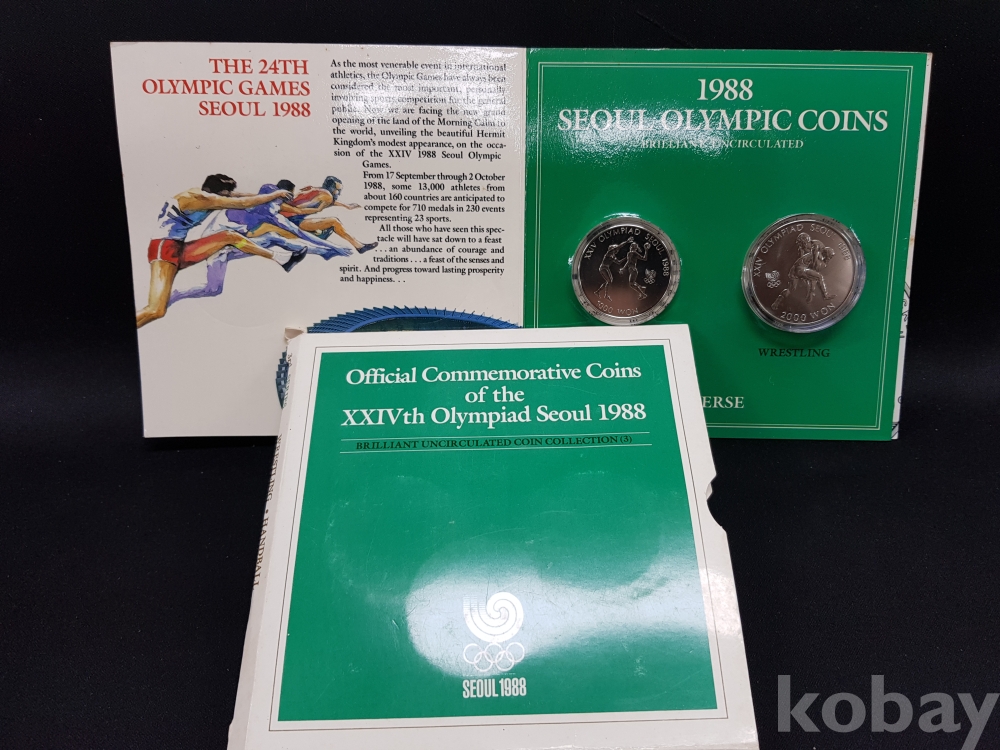 THE 24TH
OLYMPIC GAMES
SEOUL 1988
As the most venerable event in international
athletics, the Olympic Games have always been
considered the most important, personally
involving sports competition for the general
public. Now we are facing the new grand
opening of the land of the Morning Calm to
the world, unveiling the beautiful Hermit
Kingdom's modest appearance, on the occa-
sion of the XXIV 1988 Seoul Olympic
Games.
From 17 September through 2 October
1988, some 13,000 athletes from
about 160 countries are anticipated to
compete for 710 medals in 230 events
representing 23 sports.
All those who have seen this spec-
tacle will have sat down to a feast
. . . an abundance of courage and
traditions . . . a feast of the senses and
spirit. And progress toward lasting prosperity
and happiness. . .
1988
SEOUL OLYMPIC COINS
BRILLIANT UNCIRCULATED
XXIV OLYMPIAD SEOUL 1988
1000 WON
XXIV OLYMPIAD SEOUL 1988
2000 WON
WRESTLING
ERSE
Official Commemorative Coins
of the
XXIVth Olympiad Seoul 1988
BRILLIANT UNCIRCULATED COIN COLLECTION (3)
SEOUL 1988
WRESTLING • HANDBALL
kobay